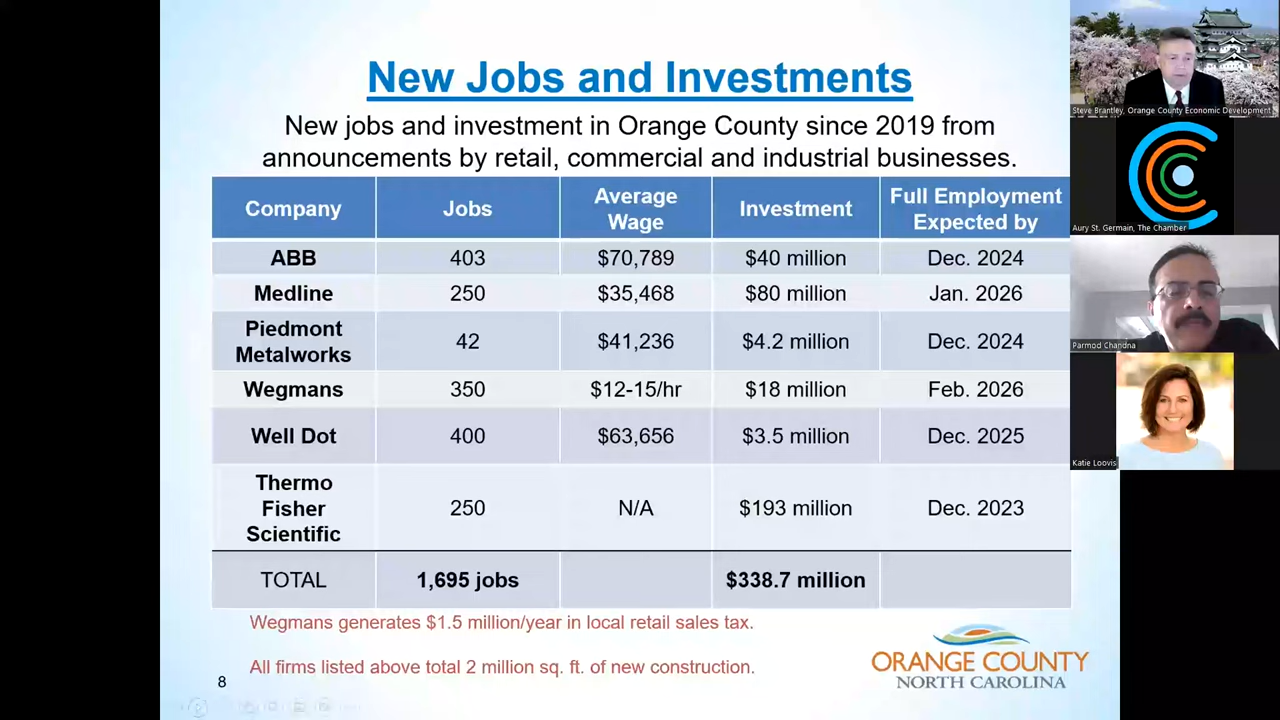 New Jobs and Investments
New jobs and investment in Orange County since 2019 from
announcements by retail, commercial and industrial businesses.
Company Jobs Average Wage Investment Full Employment Expected by
ABB 403 $70,789 $40 million Dec. 2024
Medline 250 $35,468 $80 million Jan. 2026
Piedmont Metalworks 42 $41,236 $4.2 million Dec. 2024
Wegmans 350 $12-15/hr $18 million Feb. 2026
Well Dot 400 $63,656 $3.5 million Dec. 2025
Thermo Fisher Scientific 250 N/A $193 million Dec. 2023
TOTAL 1,695 jobs $338.7 million
Wegmans generates $1.5 million/year in local retail sales tax.
All firms listed above total 2 million sq. ft. of new construction.
8
ORANGE COUNTY
NORTH CAROLINA
Steve Brantley, Orange County Economic Development
Aury St. Germain, The Chamber
Parmod Chandna
Katie Loovis